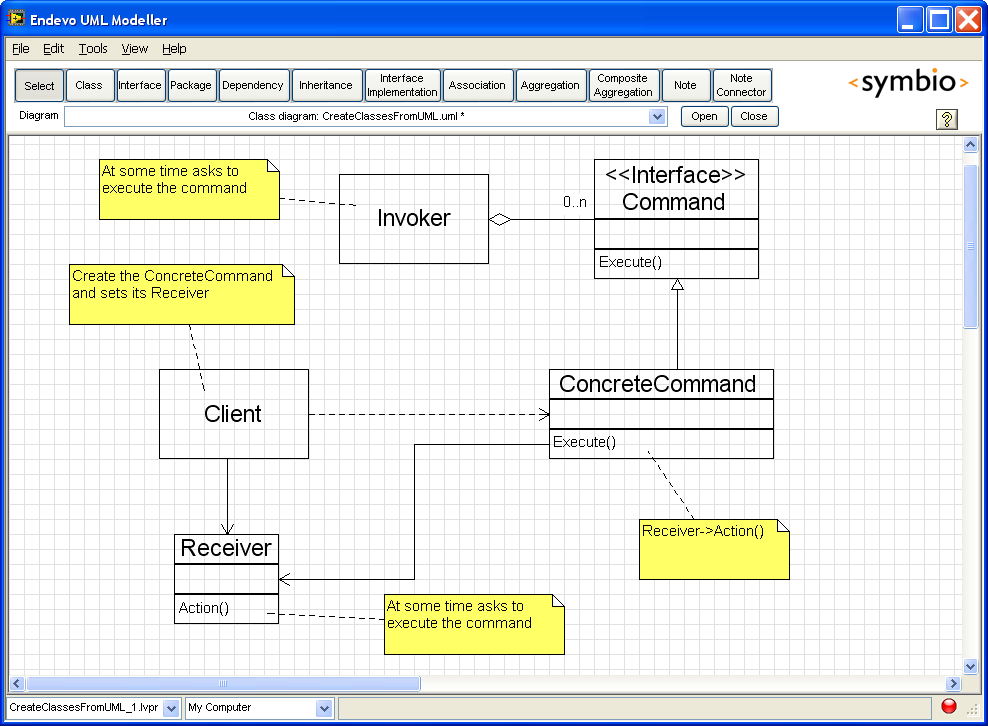 Endevo UML Modeller
File Edit Tools View Help
Select Class Interface Package Dependency Inheritance Interface Implementation Association Aggregation Composite Aggregation Note Note Connector
<symbio>
Diagram Class diagram: CreateClassesFromUML.uml * Open Close ?
At some time asks to
execute the command
Invoker
0..n
<<Interface>>
Command
Execute()
Create the ConcreteCommand
and sets its Receiver
Client
ConcreteCommand
Execute()
Receiver->Action()
Receiver
Action()
At some time asks to
execute the command
CreateClassesFromUML_1.lvpr My Computer